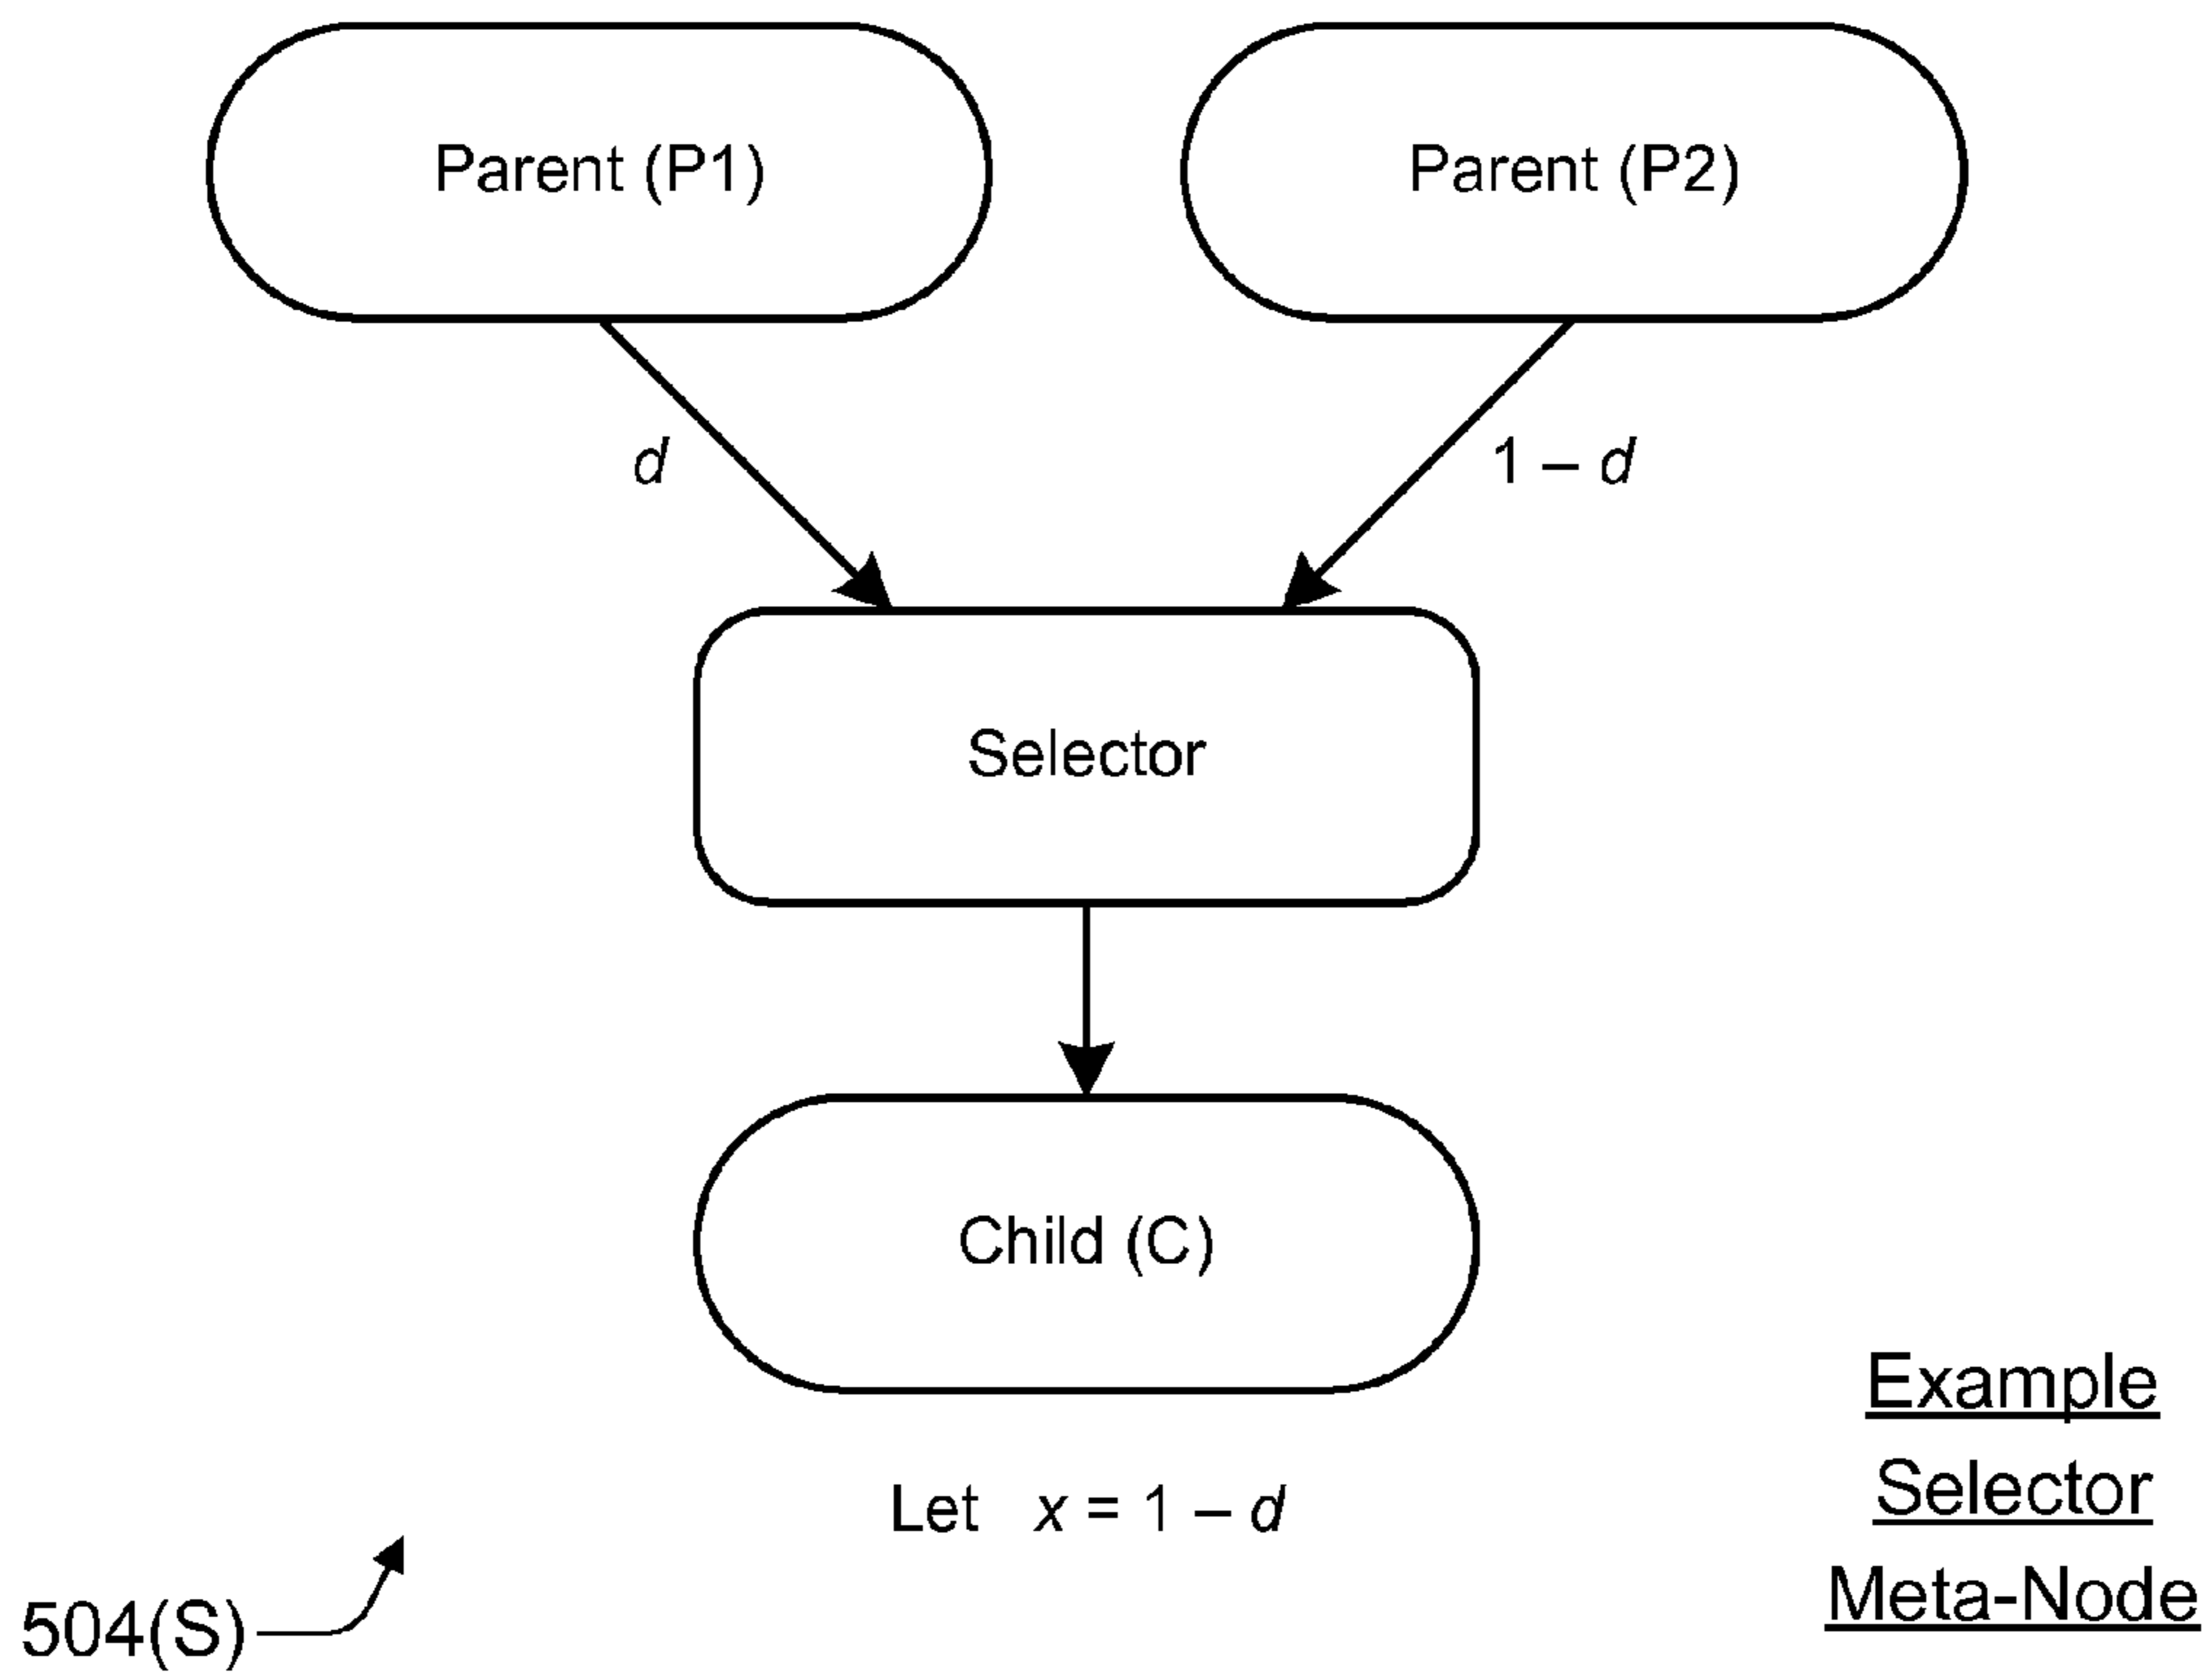 Parent (P1)
Parent (P2)
d
1 – d
Selector
Child (C)
Let x = 1 – d
Example
Selector
Meta-Node
504(S)